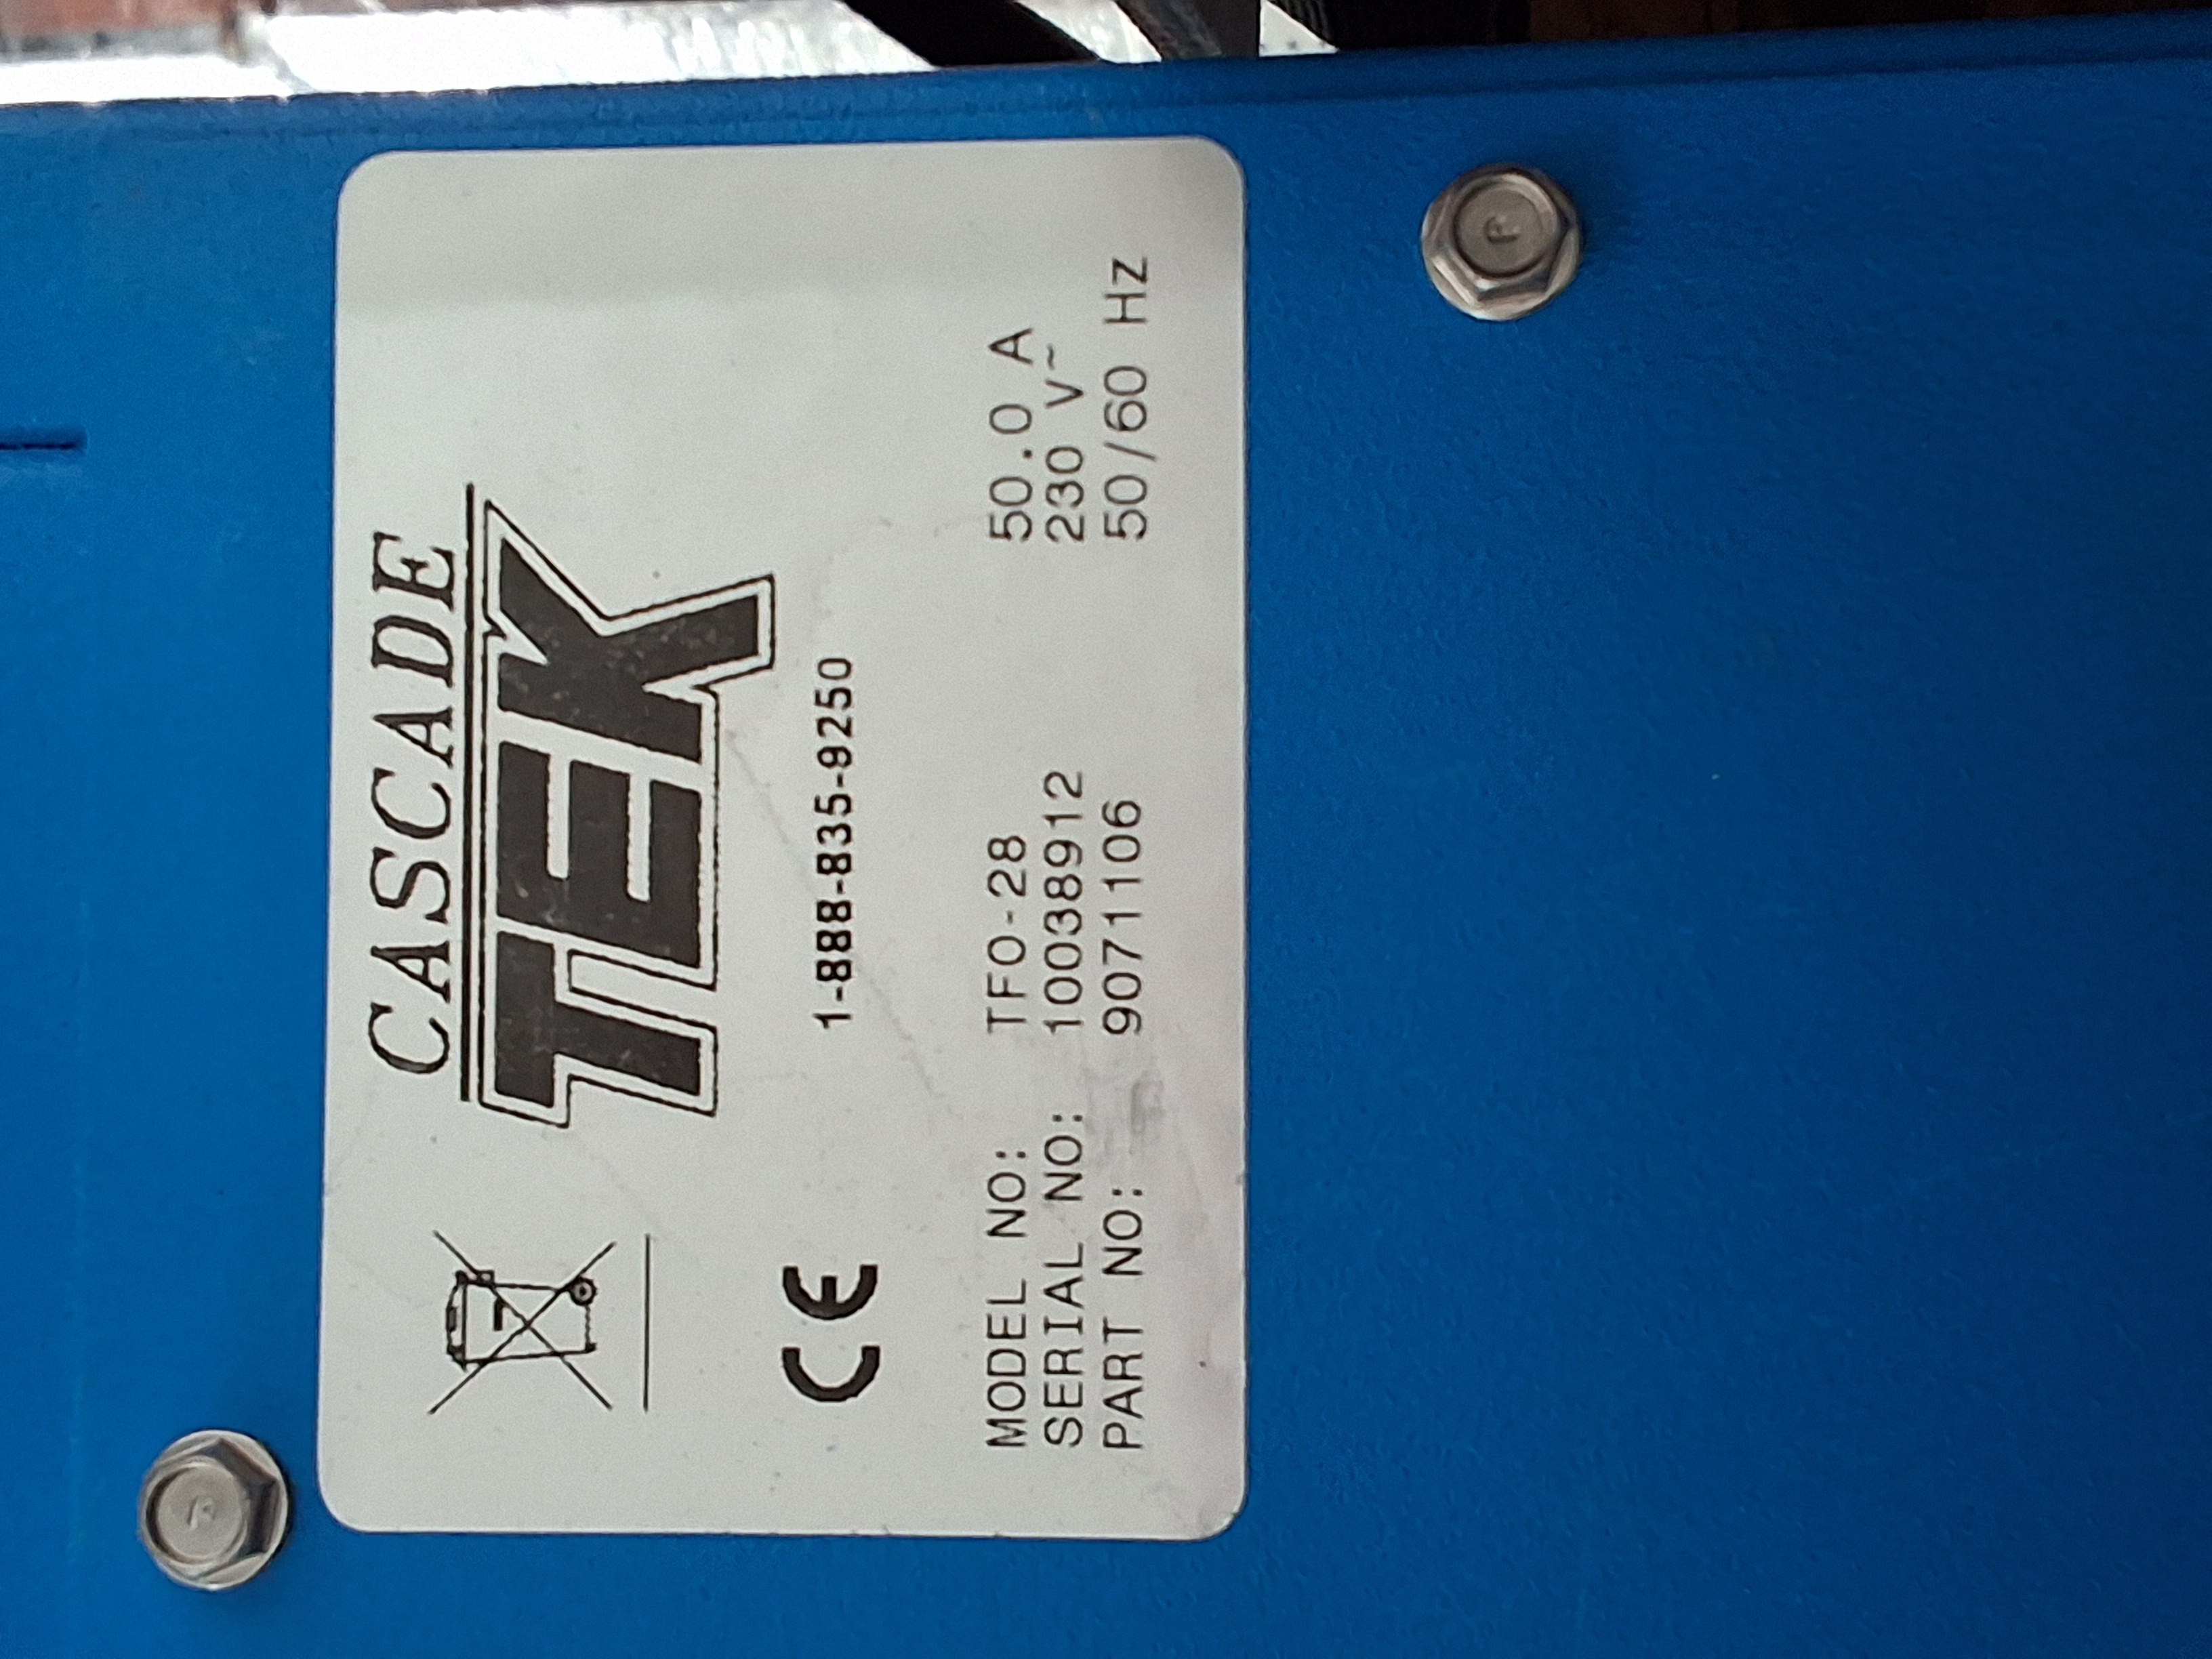 CASCADE
TEK
1-888-835-9250
CE
MODEL NO: TFO-28 50.0 A
SERIAL NO: 10038912 230 V~
PART NO: 9071106 50/60 Hz